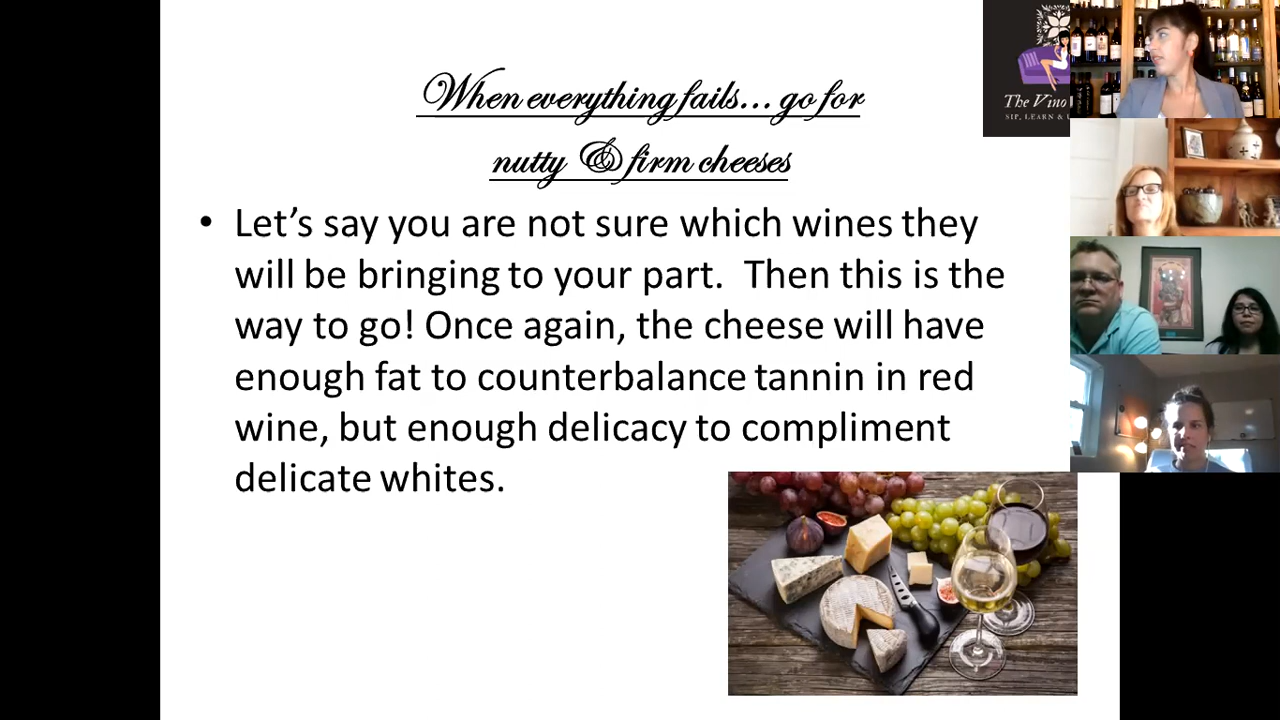 When everything fails... go for
nutty & firm cheeses
• Let's say you are not sure which wines they
will be bringing to your part. Then this is the
way to go! Once again, the cheese will have
enough fat to counterbalance tannin in red
wine, but enough delicacy to compliment
delicate whites.
The Vino
SIP, LEARN &